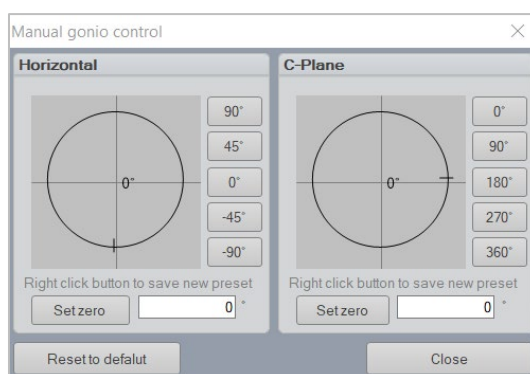 Manual gonio control
Horizontal
90°
45°
0°
0°
-45°
-90°
Right click button to save new preset
Set zero
0 °
C-Plane
0°
90°
0°
180°
270°
360°
Right click button to save new preset
Set zero
0 °
Reset to defalut
Close